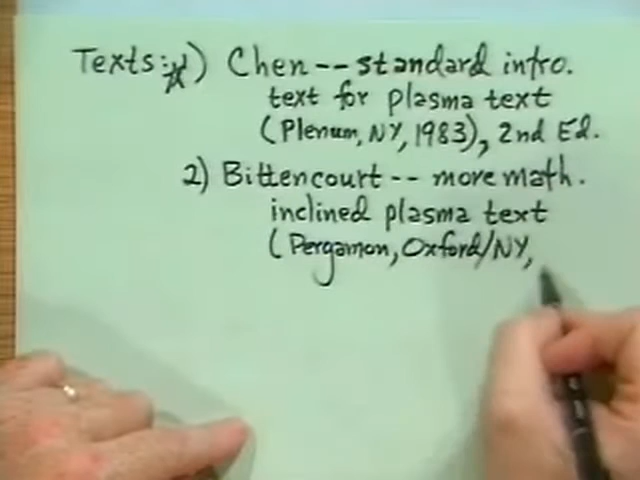 Texts: 1) Chen -- standard intro.
text for plasma text
(Plenum, NY, 1983), 2nd Ed.
2) Bittencourt -- more math.
inclined plasma text
(Pergamon, Oxford/NY,